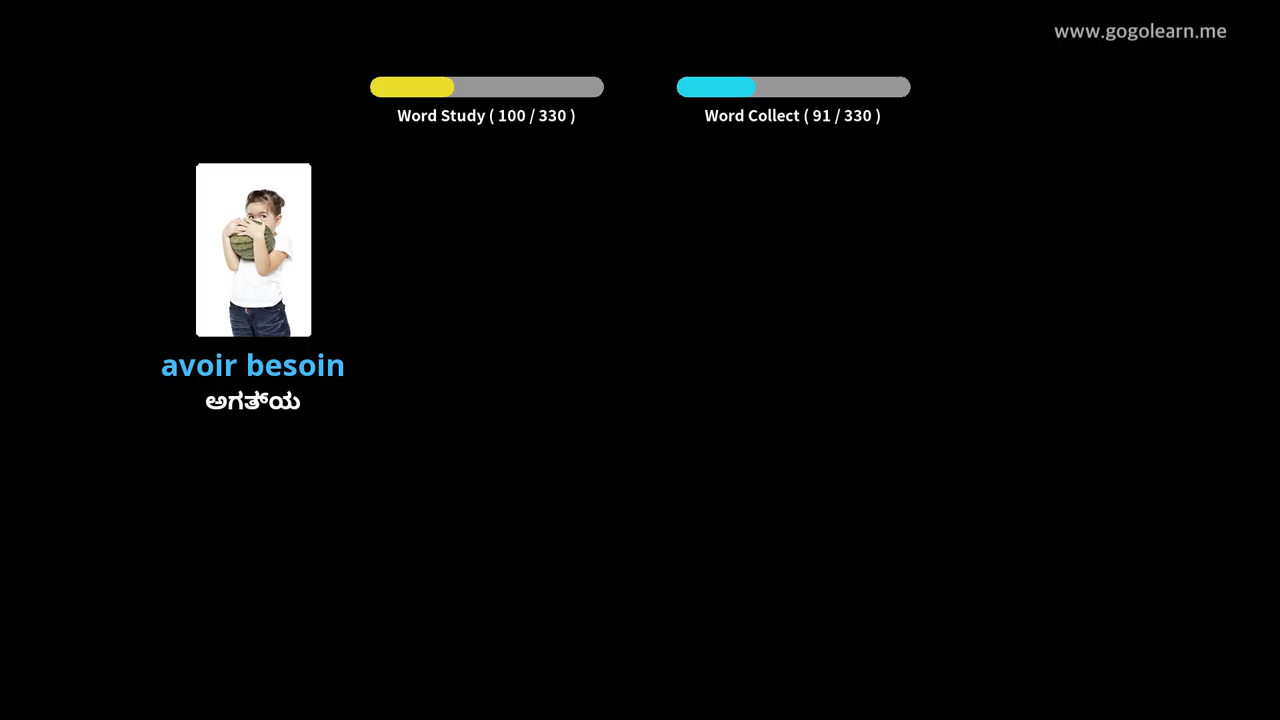 www.gogolearn.me
Word Study ( 100 / 330 )
Word Collect ( 91 / 330 )
avoir besoin
ಅಗತ್ಯ